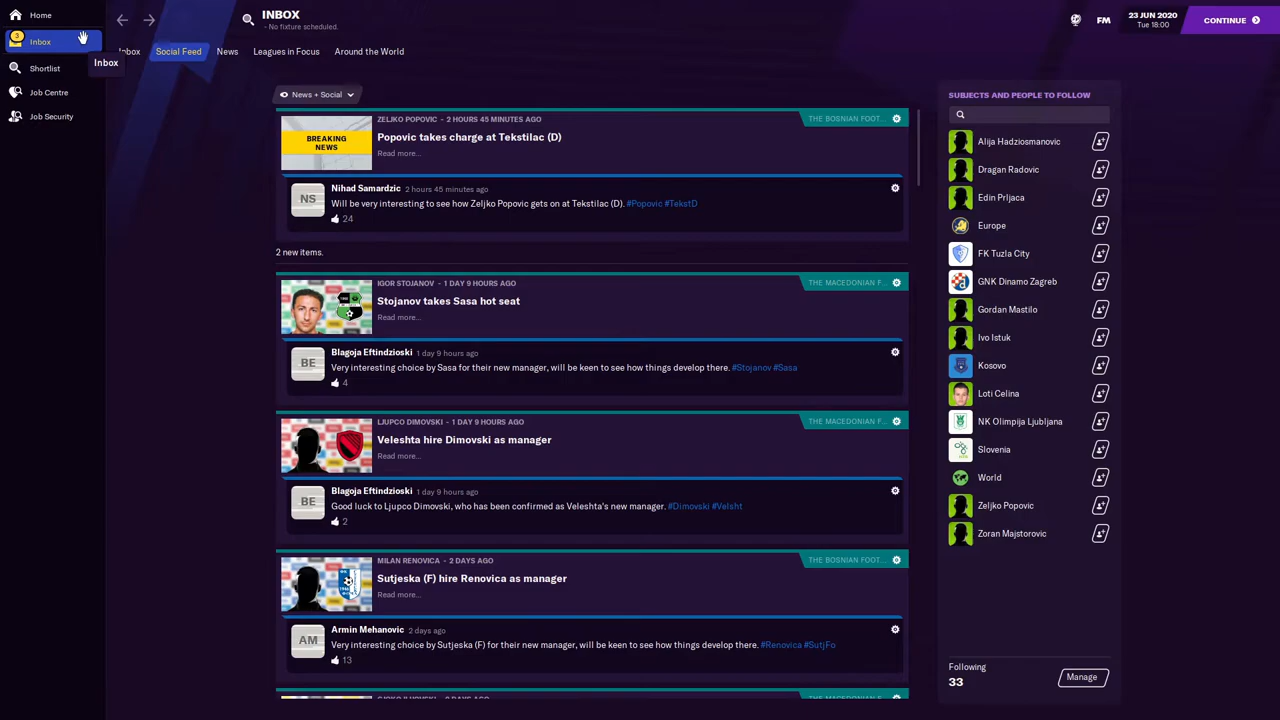 Home
3
Inbox
Shortlist
Job Centre
Job Security
Inbox
INBOX
- No fixture scheduled.
FM
23 JUN 2020
Tue 18:00
CONTINUE
Inbox
Social Feed
News
Leagues in Focus
Around the World
News + Social
ZELJKO POPOVIC - 2 HOURS 45 MINUTES AGO
THE BOSNIAN FOOT...
BREAKING
NEWS
Popovic takes charge at Tekstilac (D)
Read more...
NS
Nihad Samardzic 2 hours 45 minutes ago
Will be very interesting to see how Zeljko Popovic gets on at Tekstilac (D). #Popovic #TekstD
24
2 new items.
IGOR STOJANOV - 1 DAY 9 HOURS AGO
THE MACEDONIAN F...
Stojanov takes Sasa hot seat
Read more...
BE
Blagoja Eftindzioski 1 day 9 hours ago
Very interesting choice by Sasa for their new manager, will be keen to see how things develop there. #Stojanov #Sasa
4
LJUPCO DIMOVSKI - 1 DAY 9 HOURS AGO
THE MACEDONIAN F...
Veleshta hire Dimovski as manager
Read more...
BE
Blagoja Eftindzioski 1 day 9 hours ago
Good luck to Ljupco Dimovski, who has been confirmed as Veleshta's new manager. #Dimovski #Velsht
2
MILAN RENOVICA - 2 DAYS AGO
THE BOSNIAN FOOT...
Sutjeska (F) hire Renovica as manager
Read more...
AM
Armin Mehanovic 2 days ago
Very interesting choice by Sutjeska (F) for their new manager, will be keen to see how things develop there. #Renovica #SutjFo
13
SUBJECTS AND PEOPLE TO FOLLOW
Alija Hadziosmanovic
Dragan Radovic
Edin Prljaca
Europe
FK Tuzla City
GNK Dinamo Zagreb
Gordan Mastilo
Ivo Istuk
Kosovo
Loti Celina
NK Olimpija Ljubljana
Slovenia
World
Zeljko Popovic
Zoran Majstorovic
Following
33
Manage